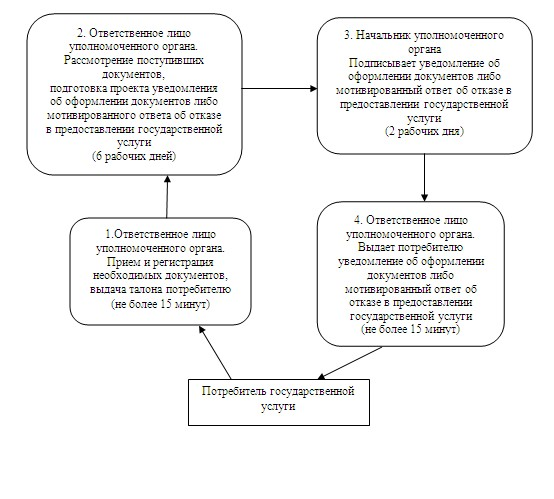 2. Ответственное лицо
уполномоченного органа.
Рассмотрение поступивших
документов,
подготовка проекта уведомления
об оформлении документов либо
мотивированного ответа об отказе
в предоставлении государственной
услуги
(6 рабочих дней)
3. Начальник уполномоченного
органа
Подписывает уведомление об
оформлении документов либо
мотивированный ответ об отказе в
предоставлении государственной
услуги
(2 рабочих дня)
1.Ответственное лицо
уполномоченного органа.
Прием и регистрация
необходимых документов,
выдача талона потребителю
(не более 15 минут)
4. Ответственное лицо
уполномоченного органа.
Выдает потребителю
уведомление об оформлении
документов либо
мотивированный ответ об
отказе в предоставлении
государственной услуги
(не более 15 минут)
Потребитель государственной
услуги